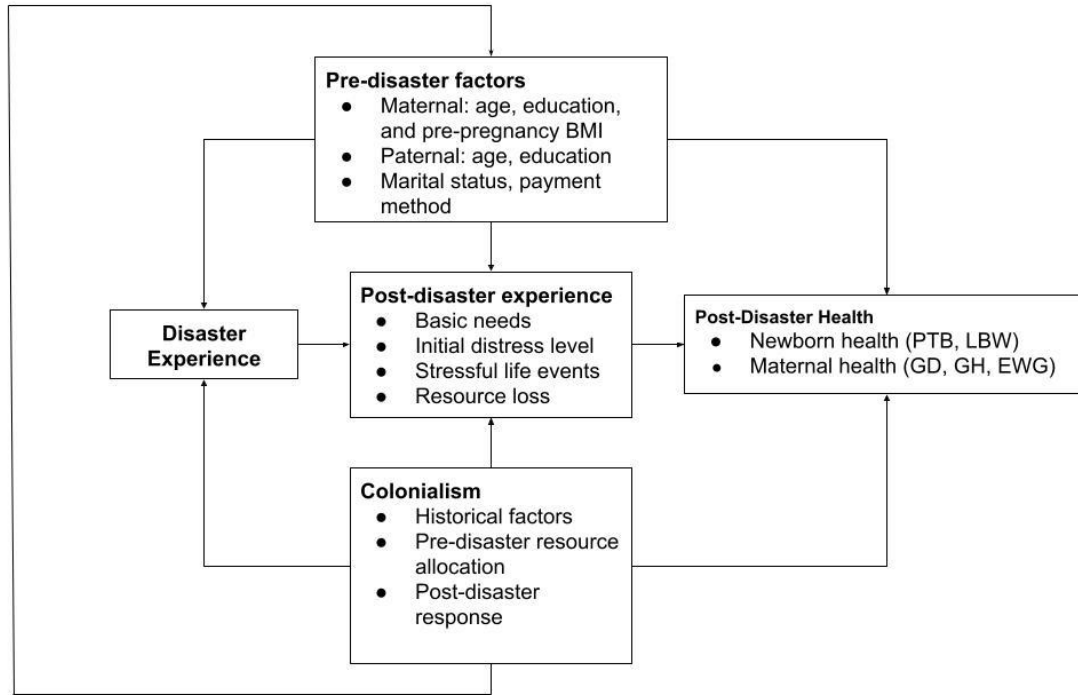 Pre-disaster factors
● Maternal: age, education,
and pre-pregnancy BMI
● Paternal: age, education
● Marital status, payment
method
Disaster
Experience
Post-disaster experience
● Basic needs
● Initial distress level
● Stressful life events
● Resource loss
Post-Disaster Health
● Newborn health (PTB, LBW)
● Maternal health (GD, GH, EWG)
Colonialism
● Historical factors
● Pre-disaster resource
allocation
● Post-disaster
response